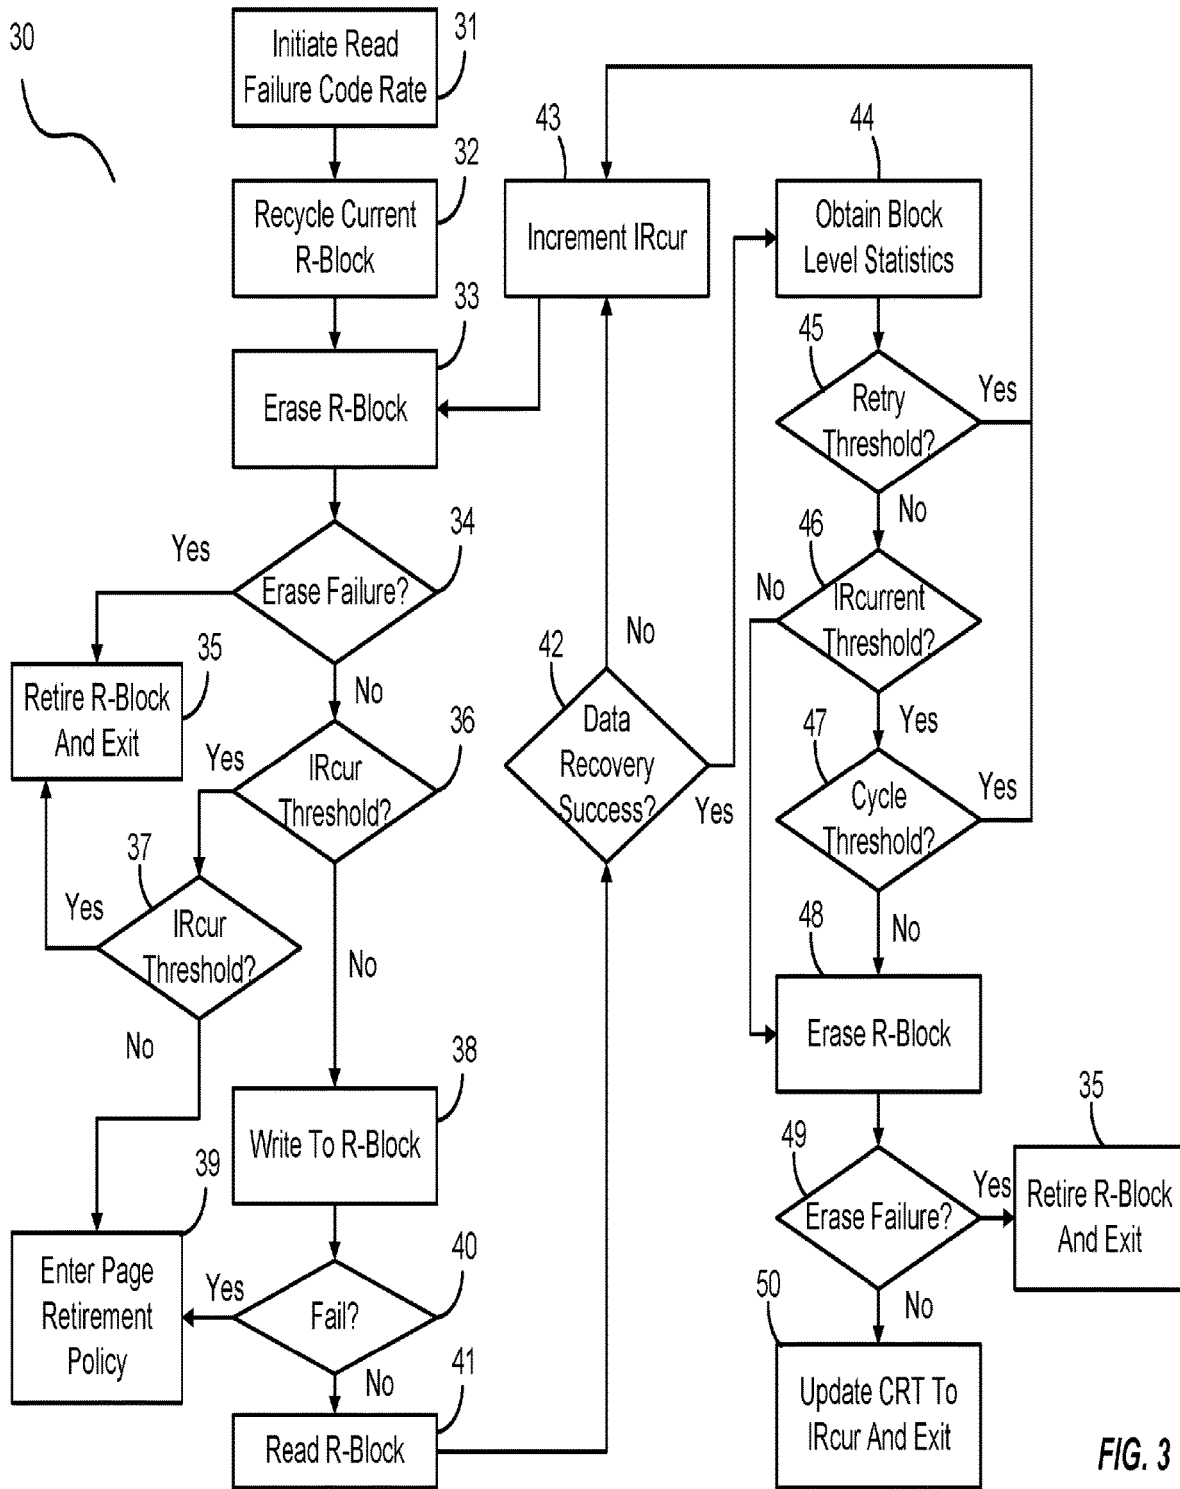 30
31
Initiate Read
Failure Code Rate
32
Recycle Current
R-Block
33
Erase R-Block
34
Yes
Erase Failure?
No
35
Retire R-Block
And Exit
36
Yes
IRcur
Threshold?
No
37
Yes
IRcur
Threshold?
No
38
Write To R-Block
39
Enter Page
Retirement
Policy
40
Yes
Fail?
No
41
Read R-Block
42
No
Data
Recovery
Success?
Yes
43
Increment IRcur
44
Obtain Block
Level Statistics
45
Retry
Threshold?
Yes
No
46
No
IRcurrent
Threshold?
Yes
47
Cycle
Threshold?
Yes
No
48
Erase R-Block
49
Erase Failure?
Yes
No
35
Retire R-Block
And Exit
50
Update CRT To
IRcur And Exit
FIG. 3